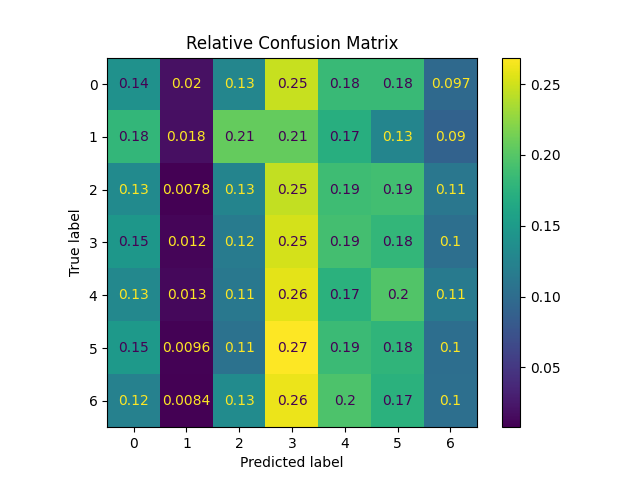 Relative Confusion Matrix
0 0.14 0.02 0.13 0.25 0.18 0.18 0.097
1 0.18 0.018 0.21 0.21 0.17 0.13 0.09
2 0.13 0.0078 0.13 0.25 0.19 0.19 0.11
3 0.15 0.012 0.12 0.25 0.19 0.18 0.1
4 0.13 0.013 0.11 0.26 0.17 0.2 0.11
5 0.15 0.0096 0.11 0.27 0.19 0.18 0.1
6 0.12 0.0084 0.13 0.26 0.2 0.17 0.1
0 1 2 3 4 5 6
Predicted label
True label
0.25
0.20
0.15
0.10
0.05